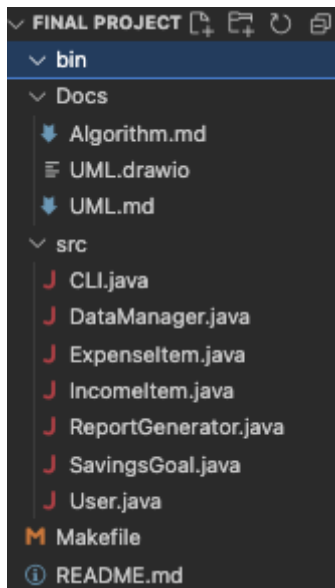 FINAL PROJECT
bin
Docs
Algorithm.md
UML.drawio
UML.md
src
J CLI.java
J DataManager.java
J ExpenseItem.java
J IncomeItem.java
J ReportGenerator.java
J SavingsGoal.java
J User.java
M Makefile
README.md